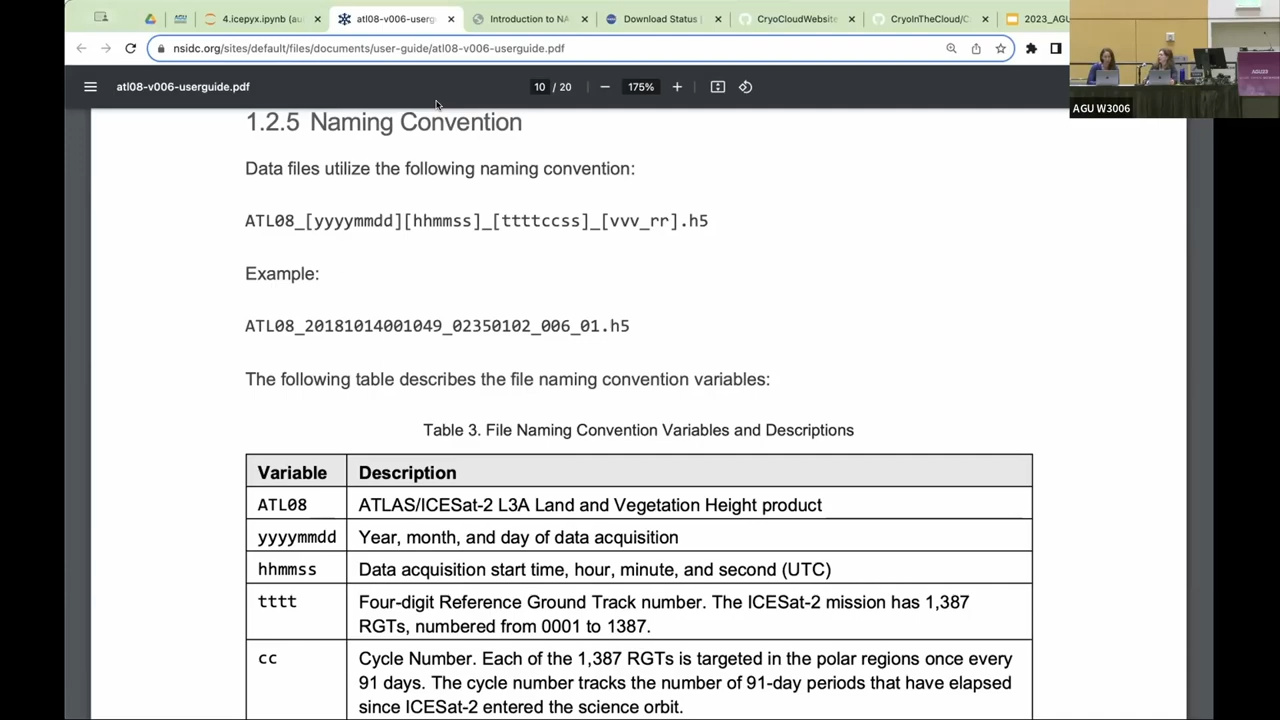 4.icepyx.ipynb (au
atl08-v006-userg
Introduction to NA
Download Status |
CryoCloudWebsite
CryoInTheCloud/C
2023_AGU
nsidc.org/sites/default/files/documents/user-guide/atl08-v006-userguide.pdf
atl08-v006-userguide.pdf
10 / 20
175%
AGU W3006
1.2.5 Naming Convention
Data files utilize the following naming convention:
ATL08_[yyyymmdd][hhmmss]_[ttttccss]_[vvv_rr].h5
Example:
ATL08_20181014001049_02350102_006_01.h5
The following table describes the file naming convention variables:
Table 3. File Naming Convention Variables and Descriptions
Variable Description
ATL08 ATLAS/ICESat-2 L3A Land and Vegetation Height product
yyyymmdd Year, month, and day of data acquisition
hhmmss Data acquisition start time, hour, minute, and second (UTC)
tttt Four-digit Reference Ground Track number. The ICESat-2 mission has 1,387
RGTs, numbered from 0001 to 1387.
cc Cycle Number. Each of the 1,387 RGTs is targeted in the polar regions once every
91 days. The cycle number tracks the number of 91-day periods that have elapsed
since ICESat-2 entered the science orbit.